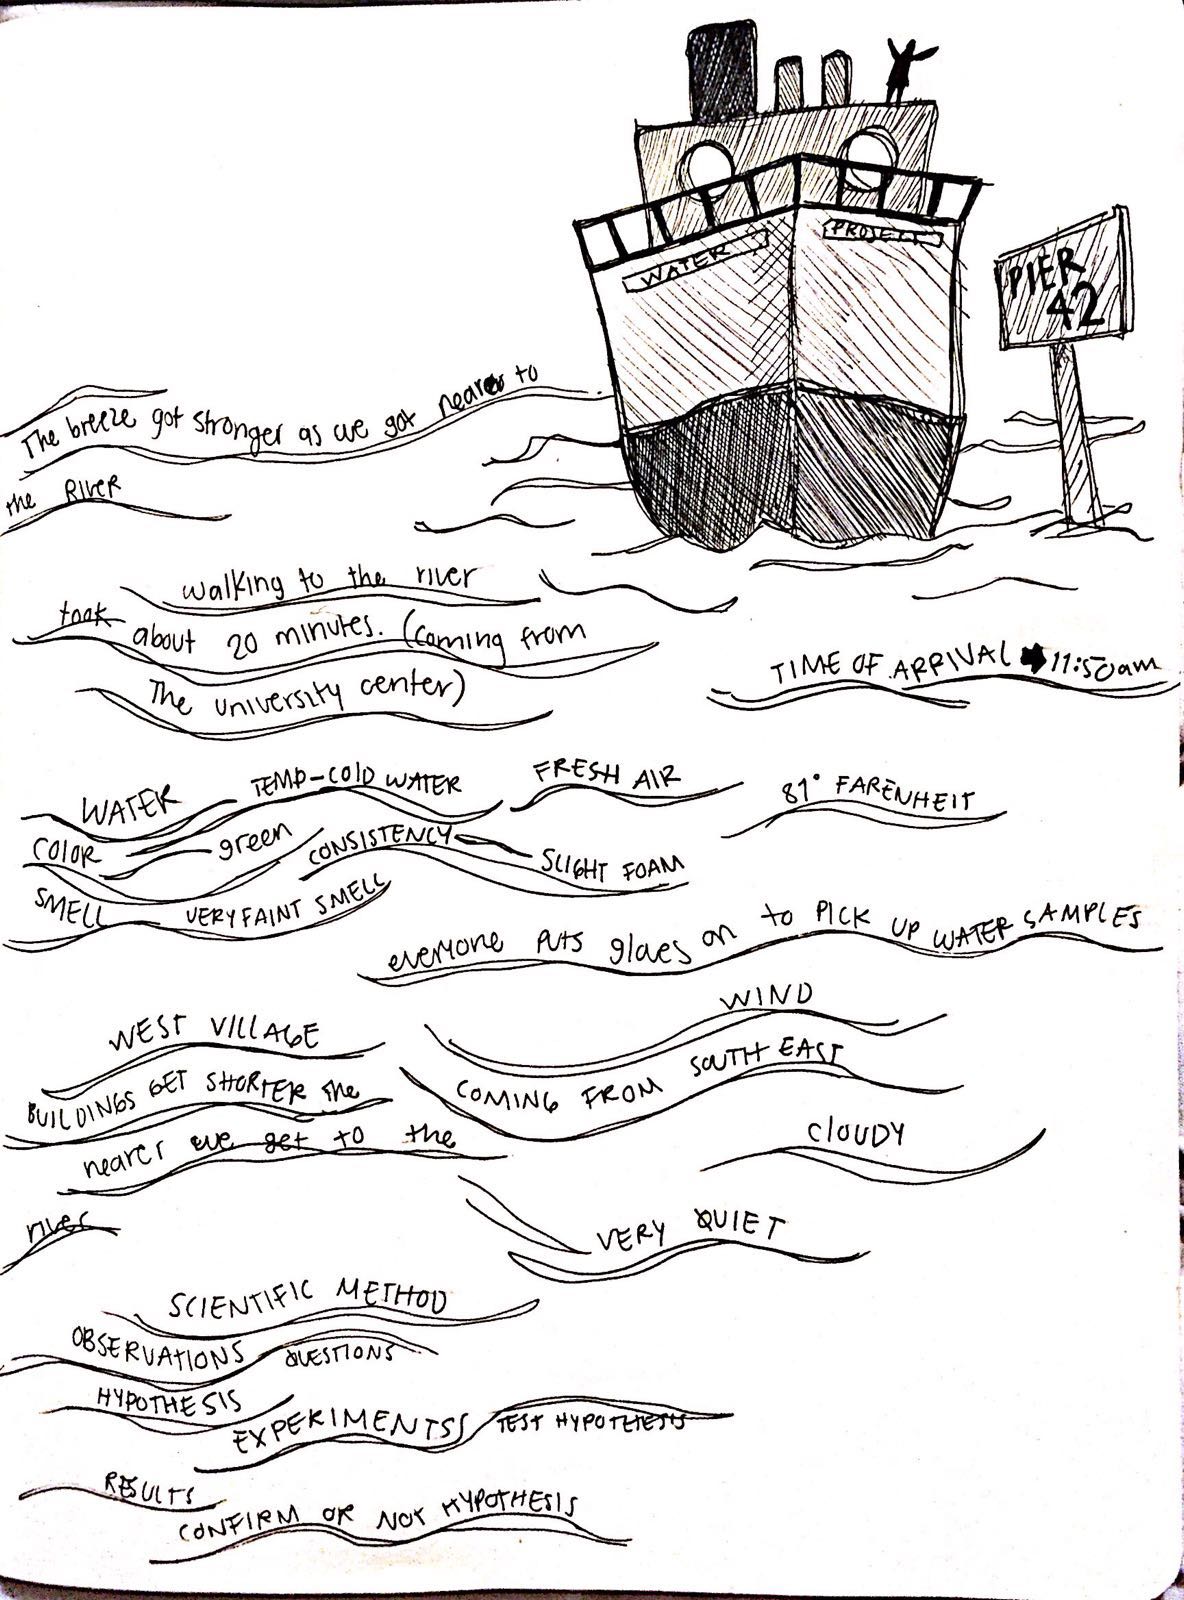 WATER
PROJECT
PIER
42
The breeze got stronger as we got nearer to
the RIVER
walking to the river
took about 20 minutes. (coming from
The university center)
TIME OF ARRIVAL → 11:50am
WATER TEMP-COLD WATER
FRESH AIR
81° FARENHEIT
COLOR green
CONSISTENCY SLIGHT FOAM
SMELL VERY FAINT SMELL
everyone PUTS gloves on to PICK UP WATER SAMPLES
WEST VILLAGE
BUILDINGS GET SHORTER the
nearer we get to the
river
WIND
COMING FROM SOUTH EAST
CLOUDY
VERY QUIET
SCIENTIFIC METHOD
OBSERVATIONS QUESTIONS
HYPOTHESIS
EXPERIMENTSS TEST HYPOTHESIS
RESULTS
CONFIRM OR NOT HYPOTHESIS